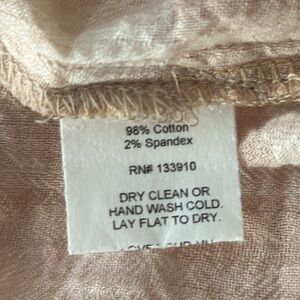 98% Cotton
2% Spandex
RN# 133910
DRY CLEAN OR
HAND WASH COLD.
LAY FLAT TO DRY.